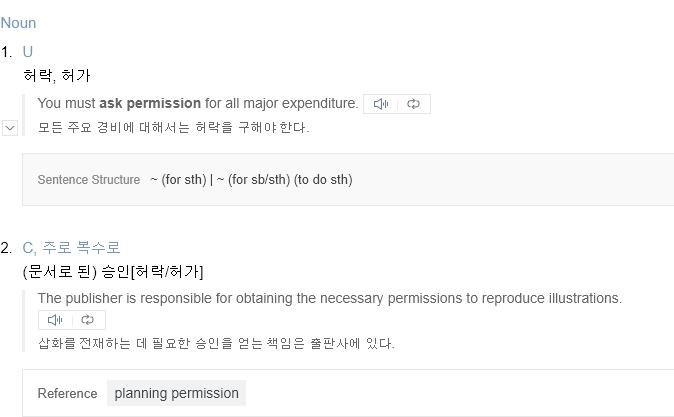 Noun
1. U
허락, 허가
You must ask permission for all major expenditure.
모든 주요 경비에 대해서는 허락을 구해야 한다.
Sentence Structure ~ (for sth) | ~ (for sb/sth) (to do sth)
2. C, 주로 복수로
(문서로 된) 승인[허락/허가]
The publisher is responsible for obtaining the necessary permissions to reproduce illustrations.
삽화를 전재하는 데 필요한 승인을 얻는 책임은 출판사에 있다.
Reference planning permission